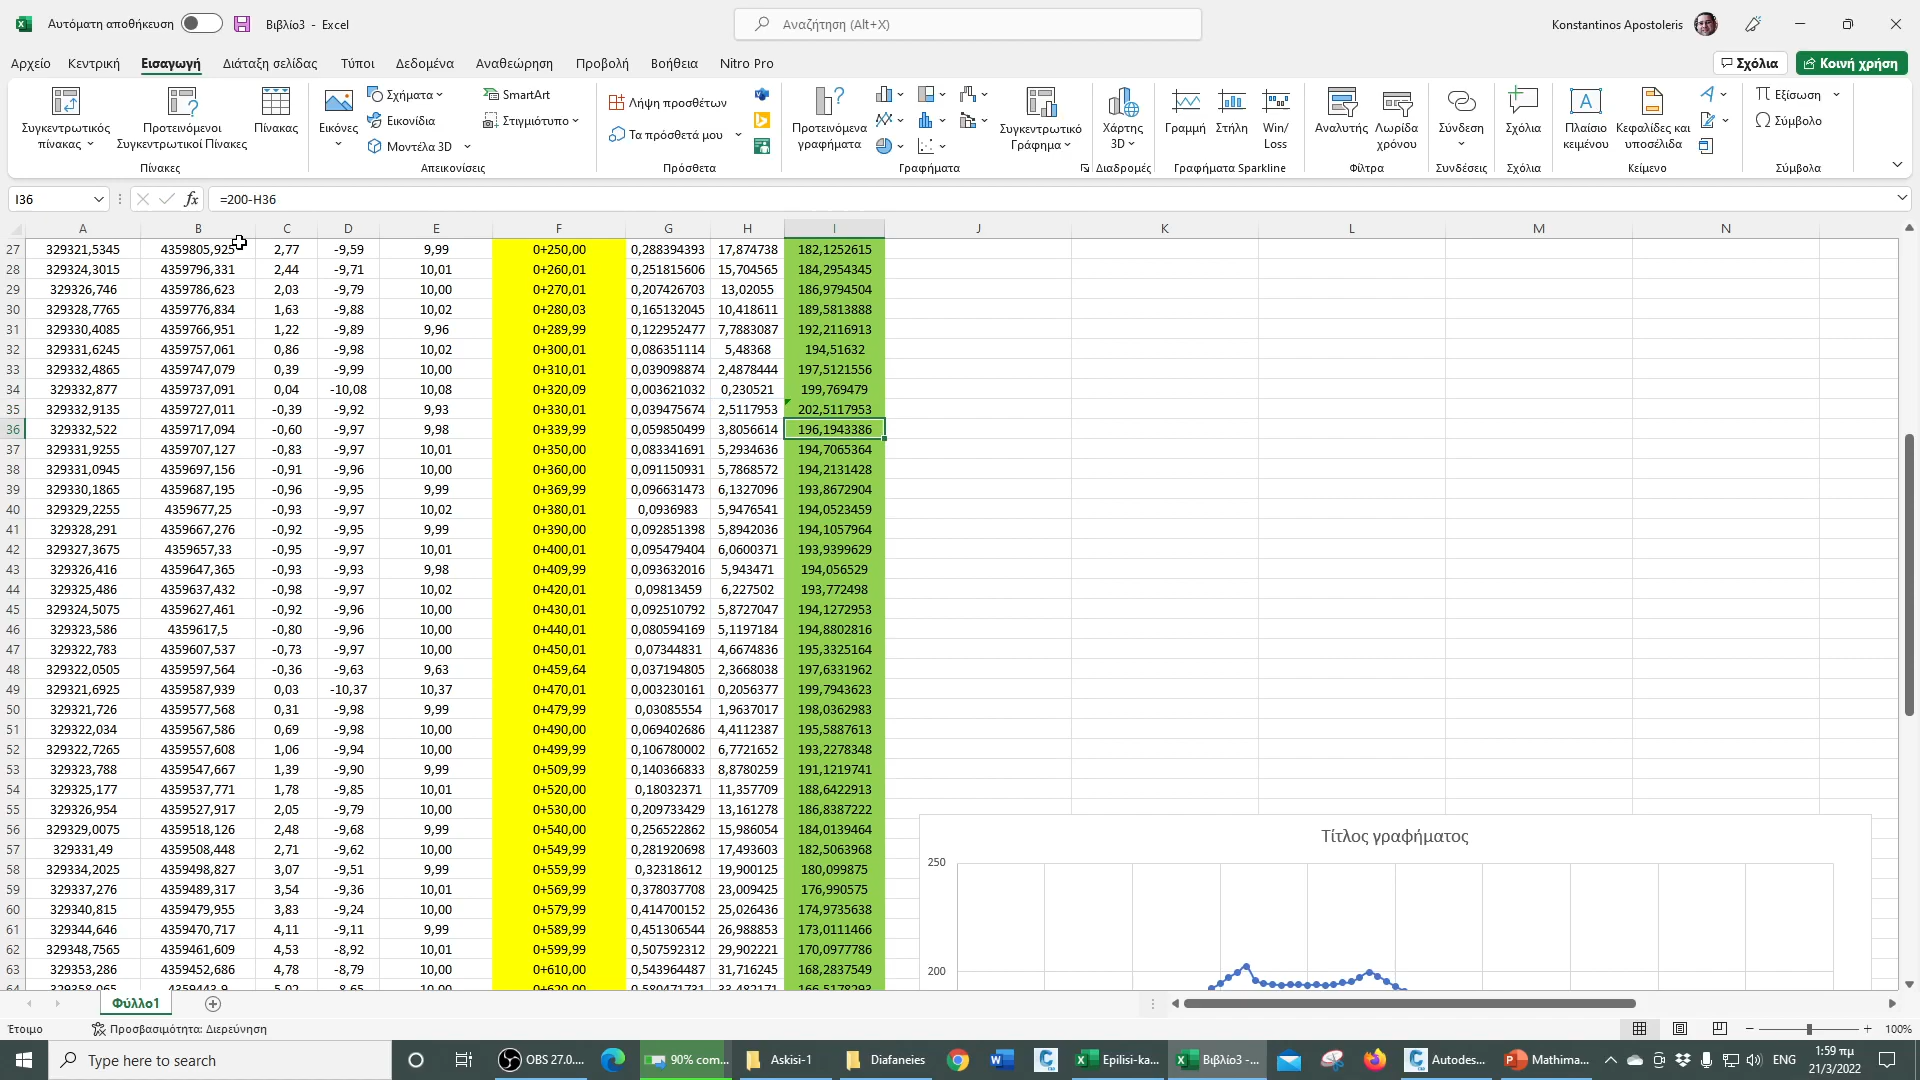 Αυτόματη αποθήκευση Βιβλίο3 - Excel Αναζήτηση (Alt+X) Konstantinos Apostoleris
Αρχείο Κεντρική Εισαγωγή Διάταξη σελίδας Τύποι Δεδομένα Αναθεώρηση Προβολή Βοήθεια Nitro Pro Σχόλια Κοινή χρήση
Συγκεντρωτικός πίνακας
Προτεινόμενοι Συγκεντρωτικοί Πίνακες
Πίνακας
Πίνακες
Εικόνες
Σχήματα
Εικονίδια
Μοντέλα 3D
SmartArt
Στιγμιότυπο
Απεικονίσεις
Λήψη προσθέτων
Τα πρόσθετά μου
Πρόσθετα
Προτεινόμενα γραφήματα
Συγκεντρωτικό Γράφημα
Γραφήματα
Χάρτης 3D
Διαδρομές
Γραμμή
Στήλη
Win/ Loss
Γραφήματα Sparkline
Αναλυτής
Λωρίδα χρόνου
Φίλτρα
Σύνδεση
Συνδέσεις
Σχόλια
Σχόλια
Πλαίσιο κειμένου
Κεφαλίδες και υποσέλιδα
Κείμενο
Εξίσωση
Σύμβολο
Σύμβολα
I36 fx =200-H36
A B C D E F G H I J K L M N
27 329321,5345 4359805,925 2,77 -9,59 9,99 0+250,00 0,288394393 17,874738 182,1252615
28 329324,3015 4359796,331 2,44 -9,71 10,01 0+260,01 0,251815606 15,704565 184,2954345
29 329326,746 4359786,623 2,03 -9,79 10,00 0+270,01 0,207426703 13,02055 186,9794504
30 329328,7765 4359776,834 1,63 -9,88 10,02 0+280,03 0,165132045 10,418611 189,5813888
31 329330,4085 4359766,951 1,22 -9,89 9,96 0+289,99 0,122952477 7,7883087 192,2116913
32 329331,6245 4359757,061 0,86 -9,98 10,02 0+300,01 0,086351114 5,48368 194,51632
33 329332,4865 4359747,079 0,39 -9,99 10,00 0+310,01 0,039098874 2,4878444 197,5121556
34 329332,877 4359737,091 0,04 -10,08 10,08 0+320,09 0,003621032 0,230521 199,769479
35 329332,9135 4359727,011 -0,39 -9,92 9,93 0+330,01 0,039475674 2,5117953 202,5117953
36 329332,522 4359717,094 -0,60 -9,97 9,98 0+339,99 0,059850499 3,8056614 196,1943386
37 329331,9255 4359707,127 -0,83 -9,97 10,01 0+350,00 0,083341691 5,2934636 194,7065364
38 329331,0945 4359697,156 -0,91 -9,96 10,00 0+360,00 0,091150931 5,7868572 194,2131428
39 329330,1865 4359687,195 -0,96 -9,95 9,99 0+369,99 0,096631473 6,1327096 193,8672904
40 329329,2255 4359677,25 -0,93 -9,97 10,02 0+380,01 0,0936983 5,9476541 194,0523459
41 329328,291 4359667,276 -0,92 -9,95 9,99 0+390,00 0,092851398 5,8942036 194,1057964
42 329327,3675 4359657,33 -0,95 -9,97 10,01 0+400,01 0,095479404 6,0600371 193,9399629
43 329326,416 4359647,365 -0,93 -9,93 9,98 0+409,99 0,093632016 5,943471 194,056529
44 329325,486 4359637,432 -0,98 -9,97 10,02 0+420,01 0,09813459 6,227502 193,772498
45 329324,5075 4359627,461 -0,92 -9,96 10,00 0+430,01 0,092510792 5,8727047 194,1272953
46 329323,586 4359617,5 -0,80 -9,96 10,00 0+440,01 0,080594169 5,1197184 194,8802816
47 329322,783 4359607,537 -0,73 -9,97 10,00 0+450,01 0,07344831 4,6674836 195,3325164
48 329322,0505 4359597,564 -0,36 -9,63 9,63 0+459,64 0,037194805 2,3668038 197,6331962
49 329321,6925 4359587,939 0,03 -10,37 10,37 0+470,01 0,003230161 0,2056377 199,7943623
50 329321,726 4359577,568 0,31 -9,98 9,99 0+479,99 0,03085554 1,9637017 198,0362983
51 329322,034 4359567,586 0,69 -9,98 10,00 0+490,00 0,069402686 4,4112387 195,5887613
52 329322,7265 4359557,608 1,06 -9,94 10,00 0+499,99 0,106780002 6,7721652 193,2278348
53 329323,788 4359547,667 1,39 -9,90 9,99 0+509,99 0,140366833 8,8780259 191,1219741
54 329325,177 4359537,771 1,78 -9,85 10,01 0+520,00 0,18032371 11,357709 188,6422913
55 329326,954 4359527,917 2,05 -9,79 10,00 0+530,00 0,209733429 13,161278 186,8387222
56 329329,0075 4359518,126 2,48 -9,68 9,99 0+540,00 0,256522862 15,986054 184,0139464
57 329331,49 4359508,448 2,71 -9,62 10,00 0+549,99 0,281920698 17,493603 182,5063968
58 329334,2025 4359498,827 3,07 -9,51 9,99 0+559,99 0,32318612 19,900125 180,099875
59 329337,276 4359489,317 3,54 -9,36 10,01 0+569,99 0,378037708 23,009425 176,990575
60 329340,815 4359479,955 3,83 -9,24 10,00 0+579,99 0,414700152 25,026436 174,9735638
61 329344,646 4359470,717 4,11 -9,11 9,99 0+589,99 0,451306544 26,988853 173,0111466
62 329348,7565 4359461,609 4,53 -8,92 10,01 0+599,99 0,507592312 29,902221 170,0977786
63 329353,286 4359452,686 4,78 -8,79 10,00 0+610,00 0,543964487 31,716245 168,2837549
64 329358,065 4359443,9 5,02 -8,65 10,00 0+620,00 0,580471731 33,482171 166,5178293
Τίτλος γραφήματος
250
200
Φύλλο1
Έτοιμο Προσβασιμότητα: Διερεύνηση 100%
Type here to search OBS 27.0.... 90% com... Askisi-1 Diafaneies Epilisi-ka... Βιβλίο3 -... Autodes... Mathima... ENG 1:59 πμ
21/3/2022